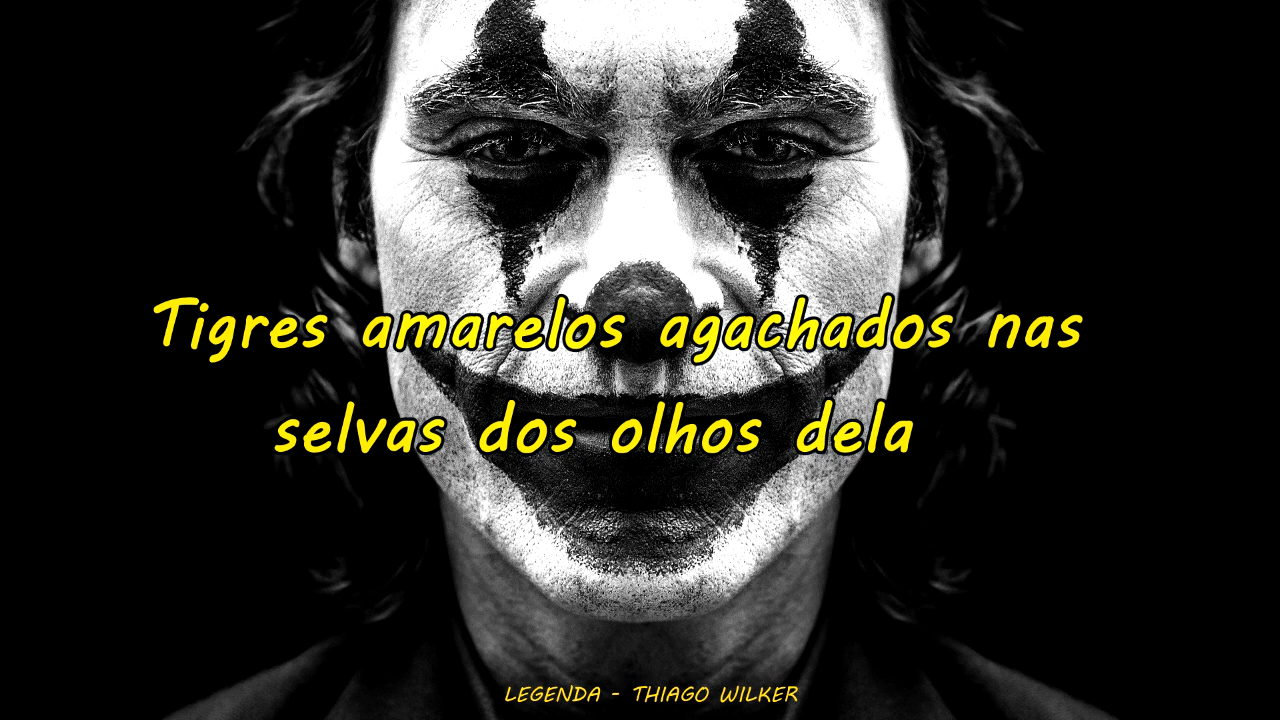 Tigres amarelos agachados nas
selvas dos olhos dela
LEGENDA - THIAGO WILKER